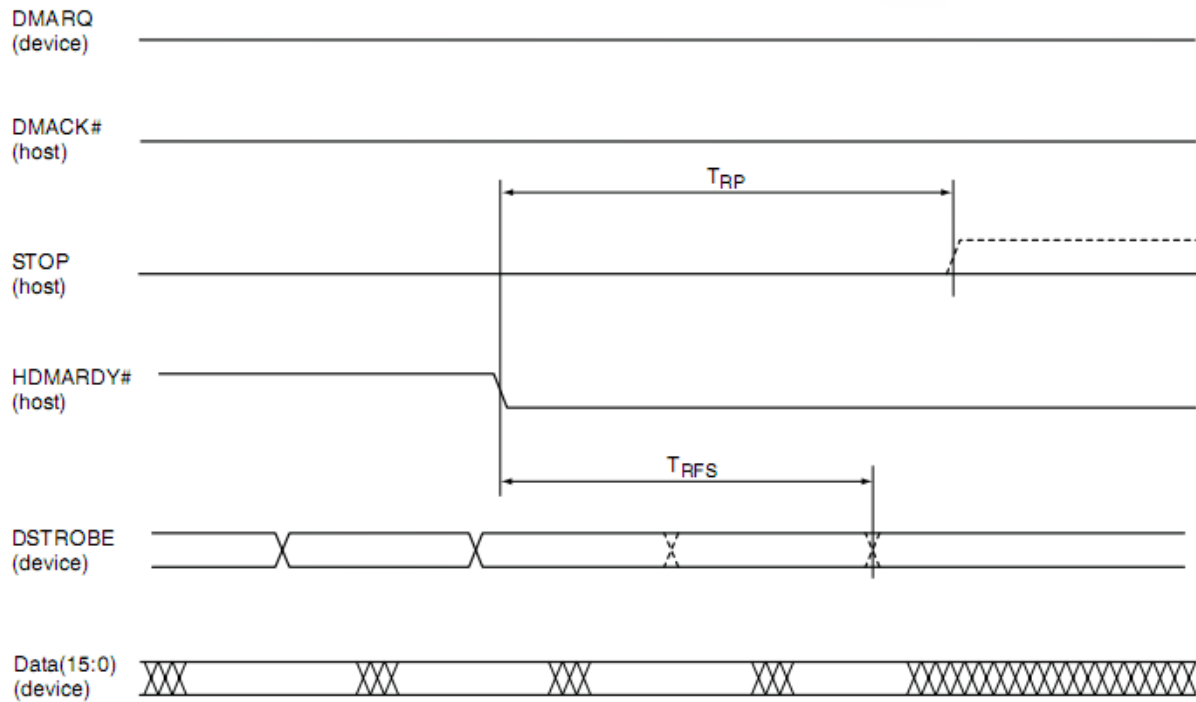 DMARQ
(device)
DMACK#
(host)
TRP
STOP
(host)
HDMARDY#
(host)
TRFS
DSTROBE
(device)
Data(15:0)
(device)